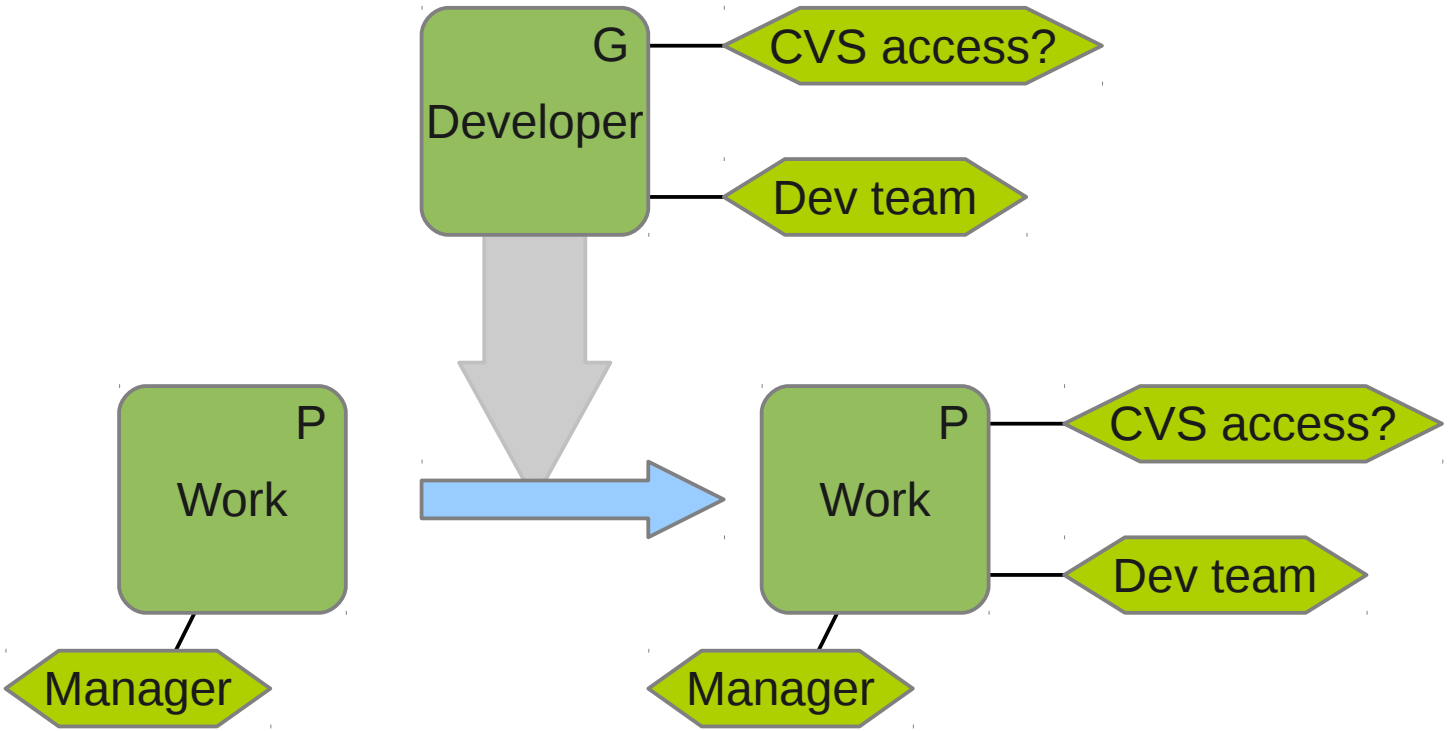 G
CVS access?
Developer
Dev team
P
Work
Manager
P
CVS access?
Work
Dev team
Manager